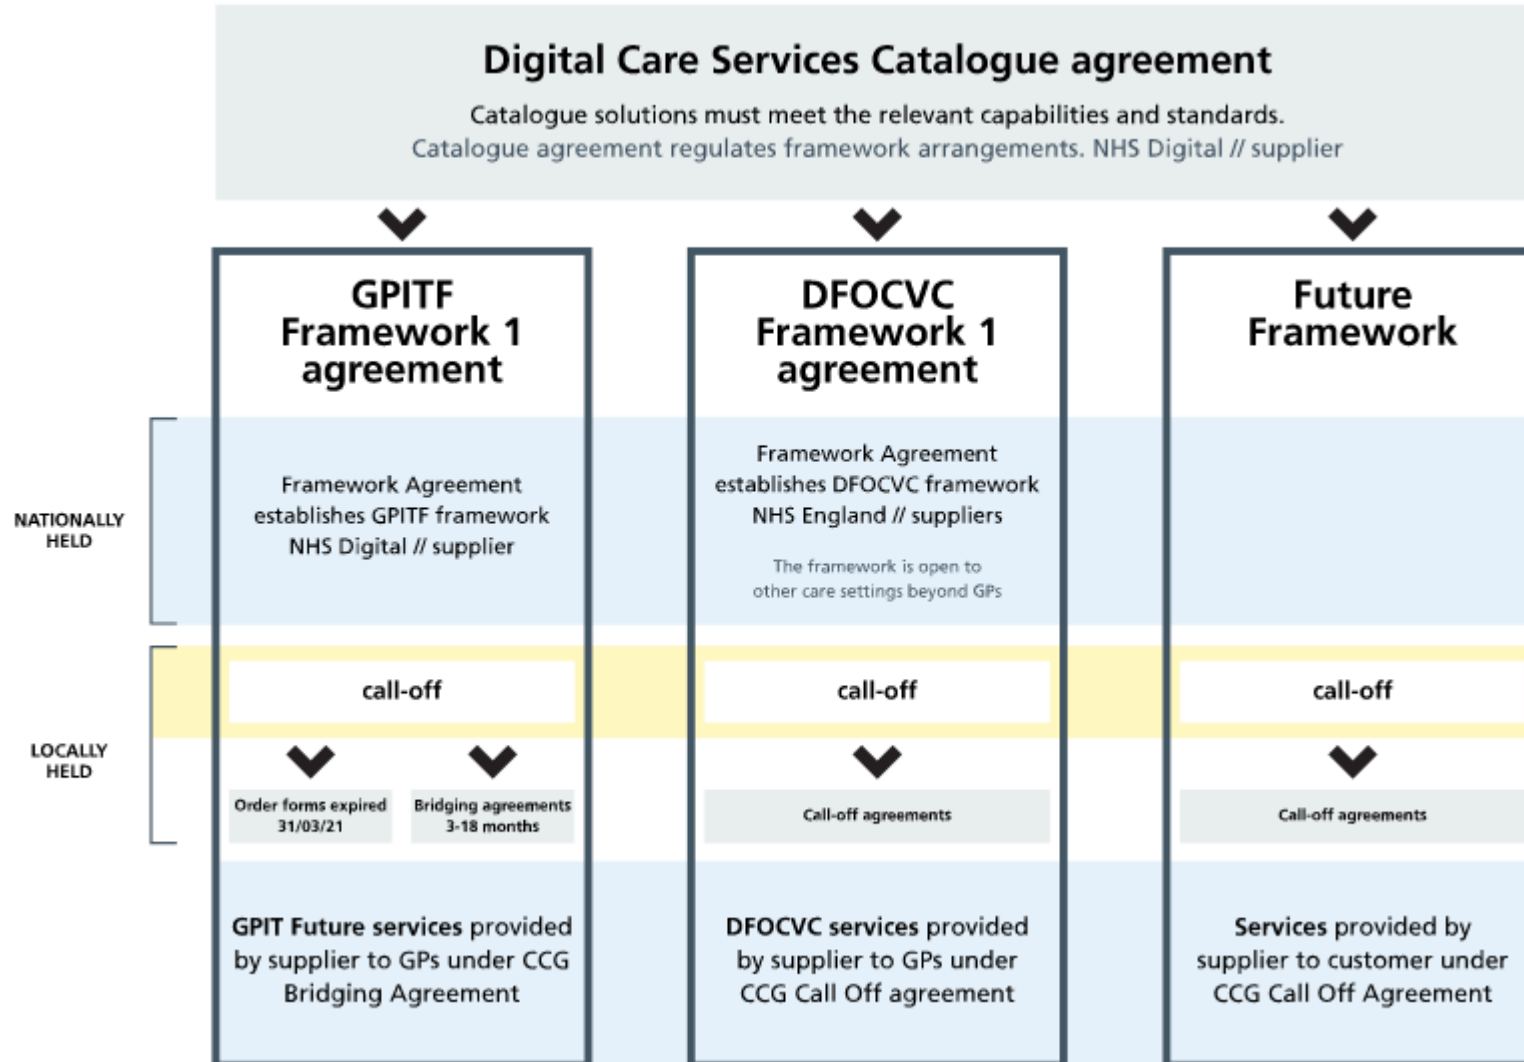 Digital Care Services Catalogue agreement
Catalogue solutions must meet the relevant capabilities and standards.
Catalogue agreement regulates framework arrangements. NHS Digital // supplier
GPITF
Framework 1
agreement
DFOCVC
Framework 1
agreement
Future
Framework
NATIONALLY
HELD
Framework Agreement
establishes GPITF framework
NHS Digital // supplier
Framework Agreement
establishes DFOCVC framework
NHS England // suppliers
The framework is open to
other care settings beyond GPs
LOCALLY
HELD
call-off
call-off
call-off
Order forms expired
31/03/21
Bridging agreements
3-18 months
Call-off agreements
Call-off agreements
GPIT Future services provided
by supplier to GPs under CCG
Bridging Agreement
DFOCVC services provided
by supplier to GPs under
CCG Call Off agreement
Services provided by
supplier to customer under
CCG Call Off Agreement